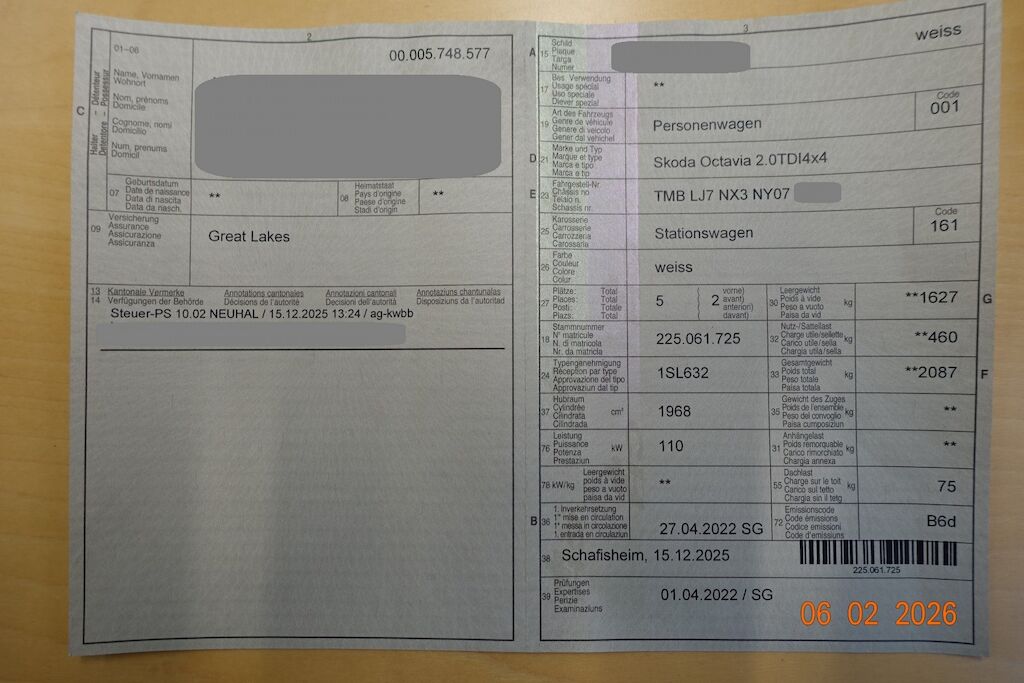 2
01-06
00.005.748.577
C
Halter – Détenteur
Detentore – Possessur
Name, Vornamen
Wohnort
Nom, prénoms
Domicile
Cognome, nomi
Domicilio
Num, prenums
Domicil
07
Geburtsdatum
Date de naissance
Data di nascita
Data da nasch.
**
08
Heimatstaat
Pays d'origine
Paese d'origine
Stadi d'origin
**
09
Versicherung
Assurance
Assicurazione
Assicuranza
Great Lakes
13 Kantonale Vermerke Annotations cantonales Annotazioni cantonali Annotaziuns chantunalas
14 Verfügungen der Behörde Décisions de l'autorité Decisioni dell'autorità Disposiziuns da l'autoritad
Steuer-PS 10.02 NEUHAL / 15.12.2025 13:24 / ag-kwbb
3
weiss
A
15
Schild
Plaque
Targa
Numer
17
Bes. Verwendung
Usage spécial
Uso speciale
Diever spezial
**
19
Art des Fahrzeugs
Genre de véhicule
Genere di veicolo
Gener dal vehichel
Personenwagen
Code
001
D
21
Marke und Typ
Marque et type
Marca e tipo
Marca e tip
Skoda Octavia 2.0TDI4x4
E
23
Fahrgestell-Nr.
Châssis no
Telaio n.
Schassis nr.
TMB LJ7 NX3 NY07
25
Karosserie
Carrosserie
Carrozzeria
Carossaria
Stationswagen
Code
161
26
Farbe
Couleur
Colore
Colur
weiss
27
Plätze: Total
Places: Total
Posti: Totale
Plazs: Total
5
2
vorne)
avant)
anteriori)
davant)
30
Leergewicht
Poids à vide
Peso a vuoto
Paisa da vid
kg
**1627
G
18
Stammnummer
N° matricule
N. di matricola
Nr. da matricla
225.061.725
32
Nutz-/Sattellast
Charge utile/sellette
Carico utile/sella
Chargia utila/sella
kg
**460
24
Typengenehmigung
Réception par type
Approvazione del tipo
Approvaziun dal tip
1SL632
33
Gesamtgewicht
Poids total
Peso totale
Paisa totala
kg
**2087
F
37
Hubraum
Cylindrée
Cilindrata
Cilindrada
cm³
1968
35
Gewicht des Zuges
Poids de l'ensemble
Peso del convoglio
Paisa cumposiziun
kg
**
76
Leistung
Puissance
Potenza
Prestaziun
kW
110
31
Anhängelast
Poids remorquable
Carico rimorchiato
Chargia annexa
kg
**
78 kW/kg
Leergewicht
poids à vide
peso a vuoto
paisa da vid
**
55
Dachlast
Charge sur le toit
Carico sul tetto
Chargia sin il tetg
kg
75
B
36
1. Inverkehrsetzung
1re mise en circulation
1a messa in circolazione
1. entrada en circulaziun
27.04.2022 SG
72
Emissionscode
Code émissions
Codice emissioni
Code d'emissiuns
B6d
38
Schafisheim, 15.12.2025
225.061.725
39
Prüfungen
Expertises
Perizie
Examinaziuns
01.04.2022 / SG
06 02 2026